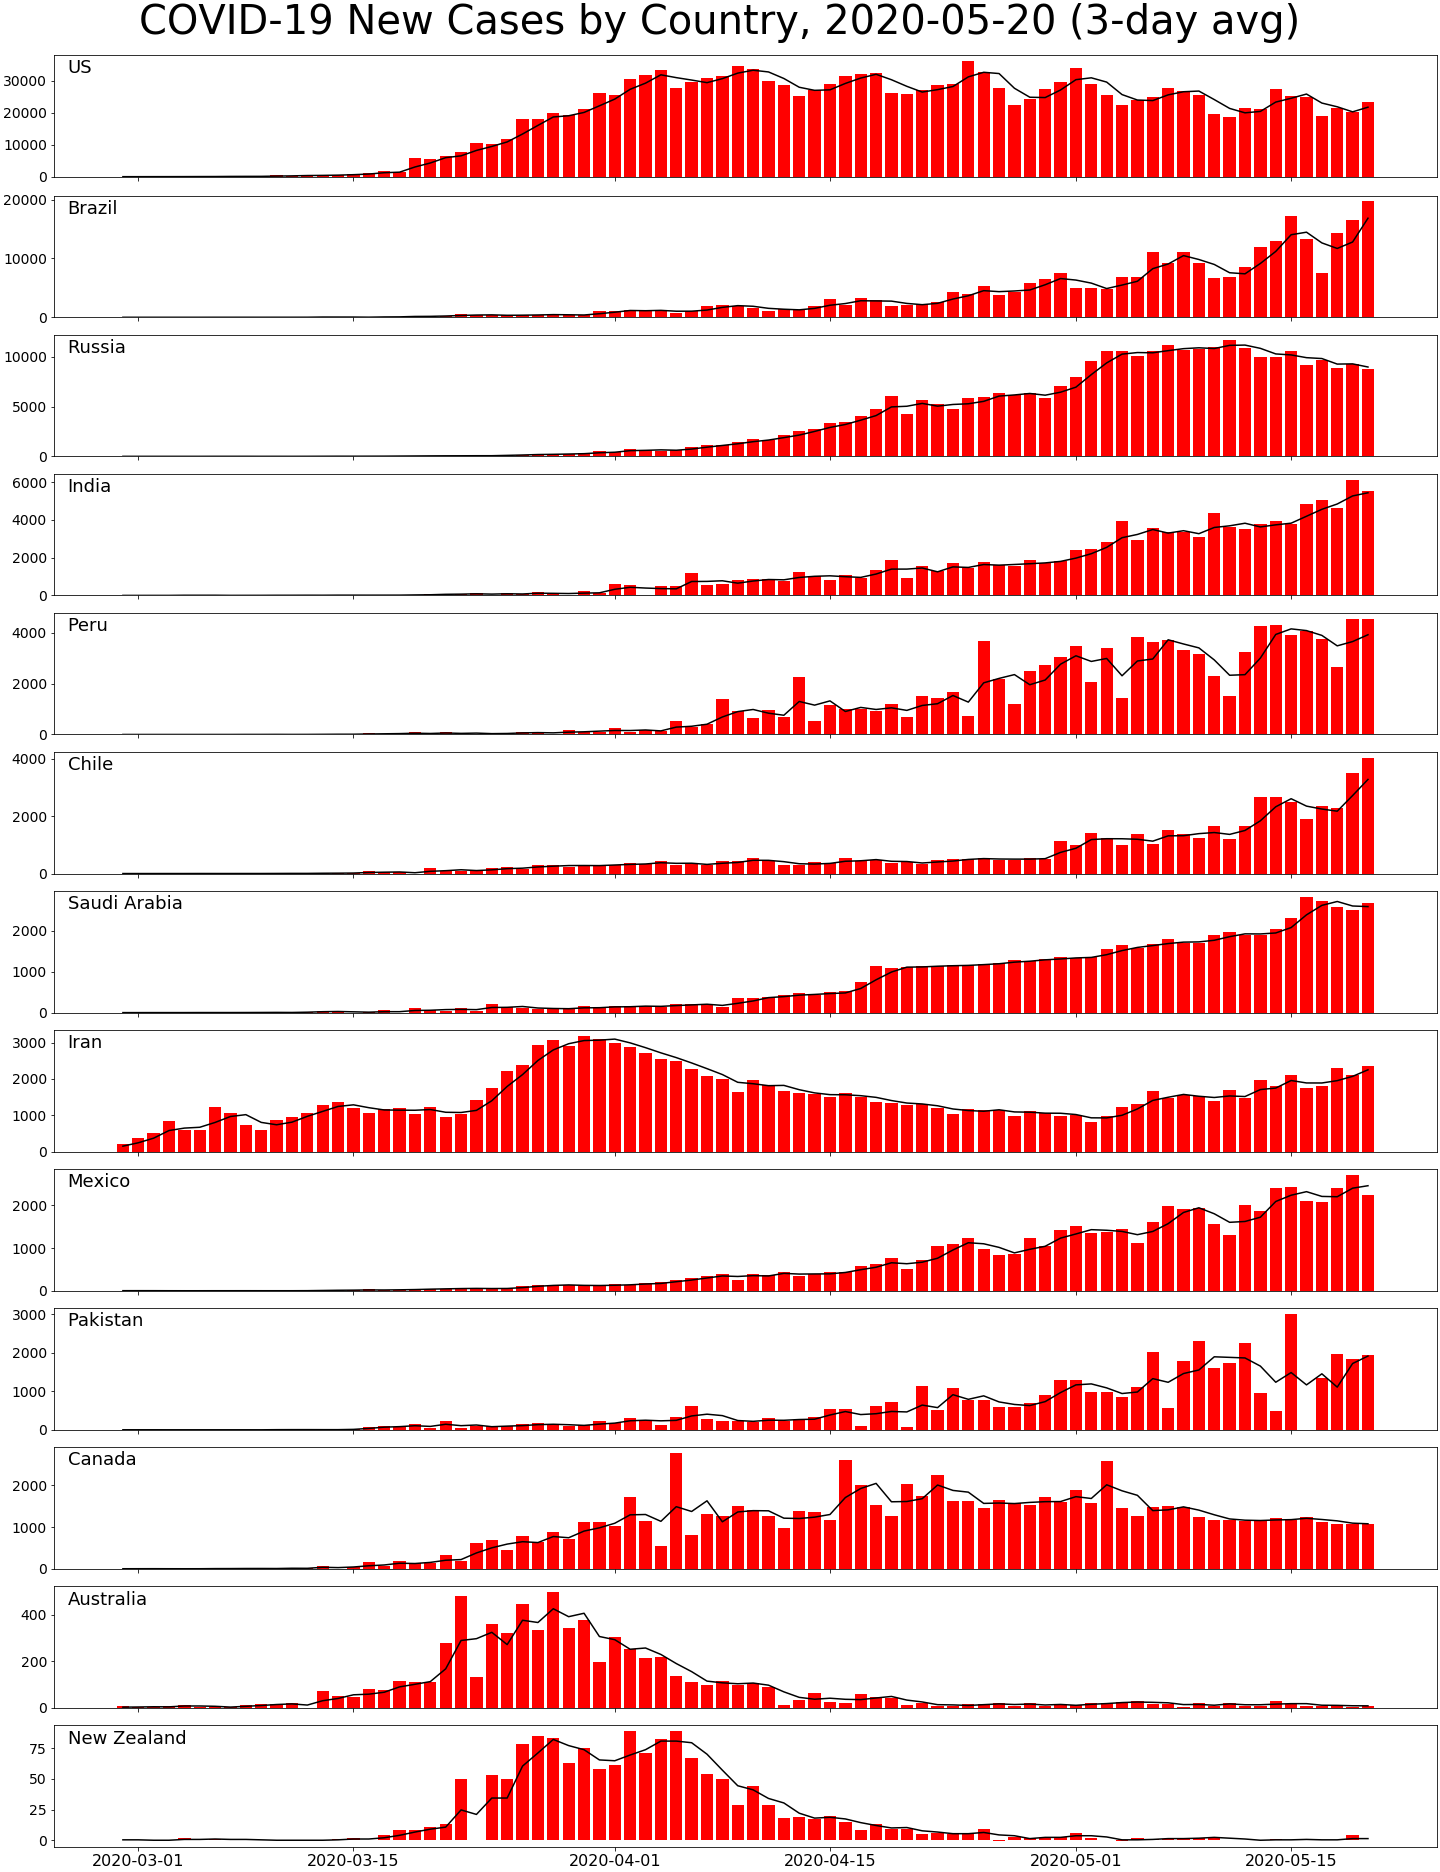 COVID-19 New Cases by Country, 2020-05-20 (3-day avg)
US
30000
20000
10000
0
Brazil
20000
10000
0
Russia
10000
5000
0
India
6000
4000
2000
0
Peru
4000
2000
0
Chile
4000
2000
0
Saudi Arabia
2000
1000
0
Iran
3000
2000
1000
0
Mexico
2000
1000
0
Pakistan
3000
2000
1000
0
Canada
2000
1000
0
Australia
400
200
0
New Zealand
75
50
25
0
2020-03-01 2020-03-15 2020-04-01 2020-04-15 2020-05-01 2020-05-15